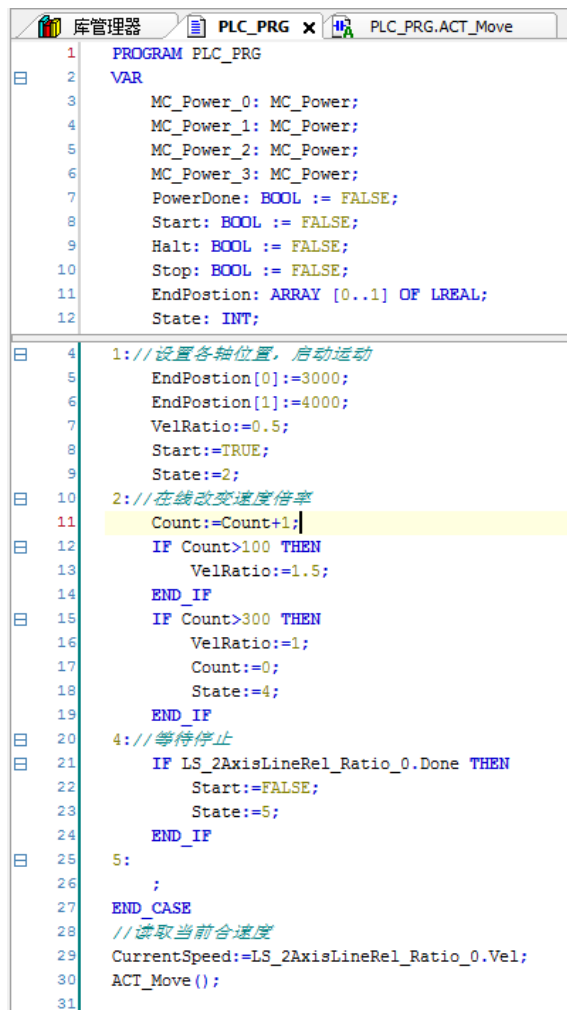 库管理器 PLC_PRG x PLC_PRG.ACT_Move
1 PROGRAM PLC_PRG
2 VAR
3 MC_Power_0: MC_Power;
4 MC_Power_1: MC_Power;
5 MC_Power_2: MC_Power;
6 MC_Power_3: MC_Power;
7 PowerDone: BOOL := FALSE;
8 Start: BOOL := FALSE;
9 Halt: BOOL := FALSE;
10 Stop: BOOL := FALSE;
11 EndPostion: ARRAY [0..1] OF LREAL;
12 State: INT;
4 1://设置各轴位置，启动运动
5 EndPostion[0]:=3000;
6 EndPostion[1]:=4000;
7 VelRatio:=0.5;
8 Start:=TRUE;
9 State:=2;
10 2://在线改变速度倍率
11 Count:=Count+1;
12 IF Count>100 THEN
13 VelRatio:=1.5;
14 END_IF
15 IF Count>300 THEN
16 VelRatio:=1;
17 Count:=0;
18 State:=4;
19 END_IF
20 4://等待停止
21 IF LS_2AxisLineRel_Ratio_0.Done THEN
22 Start:=FALSE;
23 State:=5;
24 END_IF
25 5:
26 ;
27 END_CASE
28 //读取当前合速度
29 CurrentSpeed:=LS_2AxisLineRel_Ratio_0.Vel;
30 ACT_Move();
31